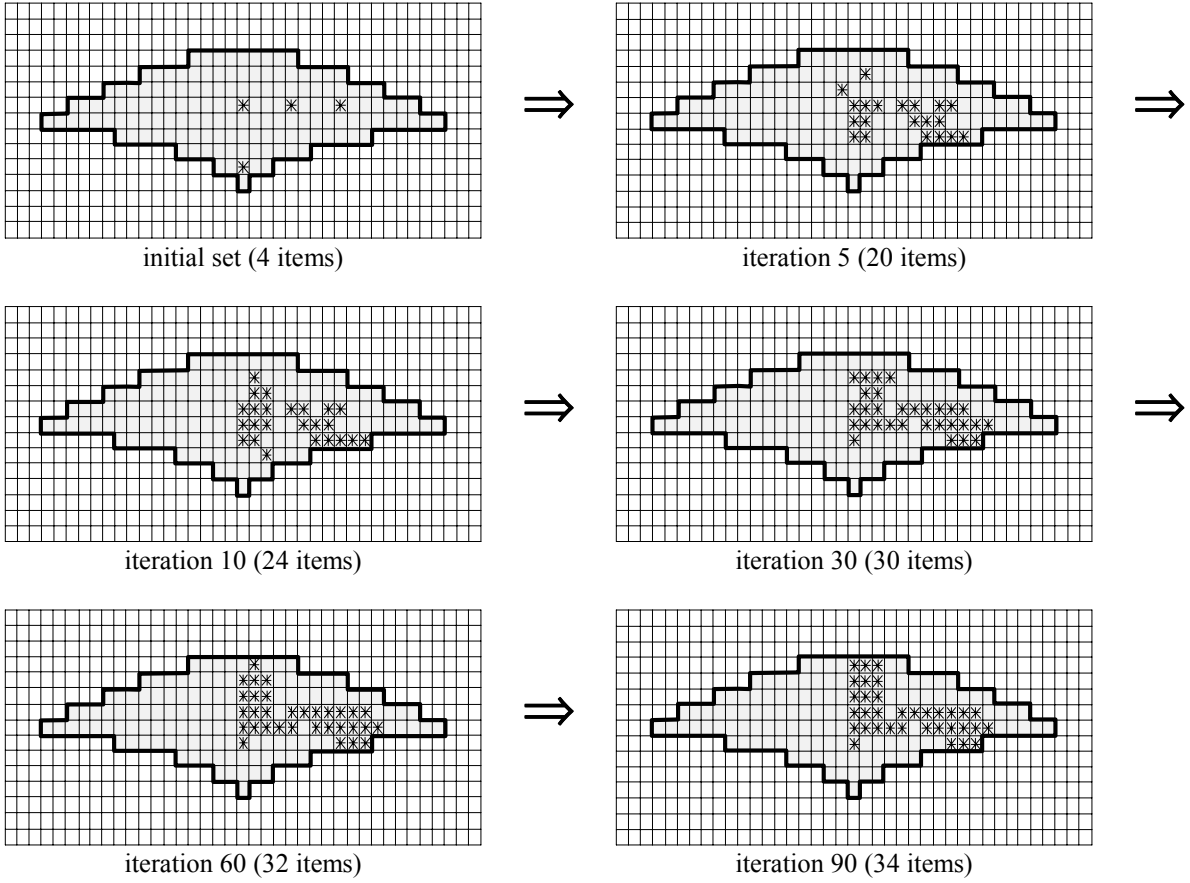 initial set (4 items)
iteration 5 (20 items)
iteration 10 (24 items)
iteration 30 (30 items)
iteration 60 (32 items)
iteration 90 (34 items)